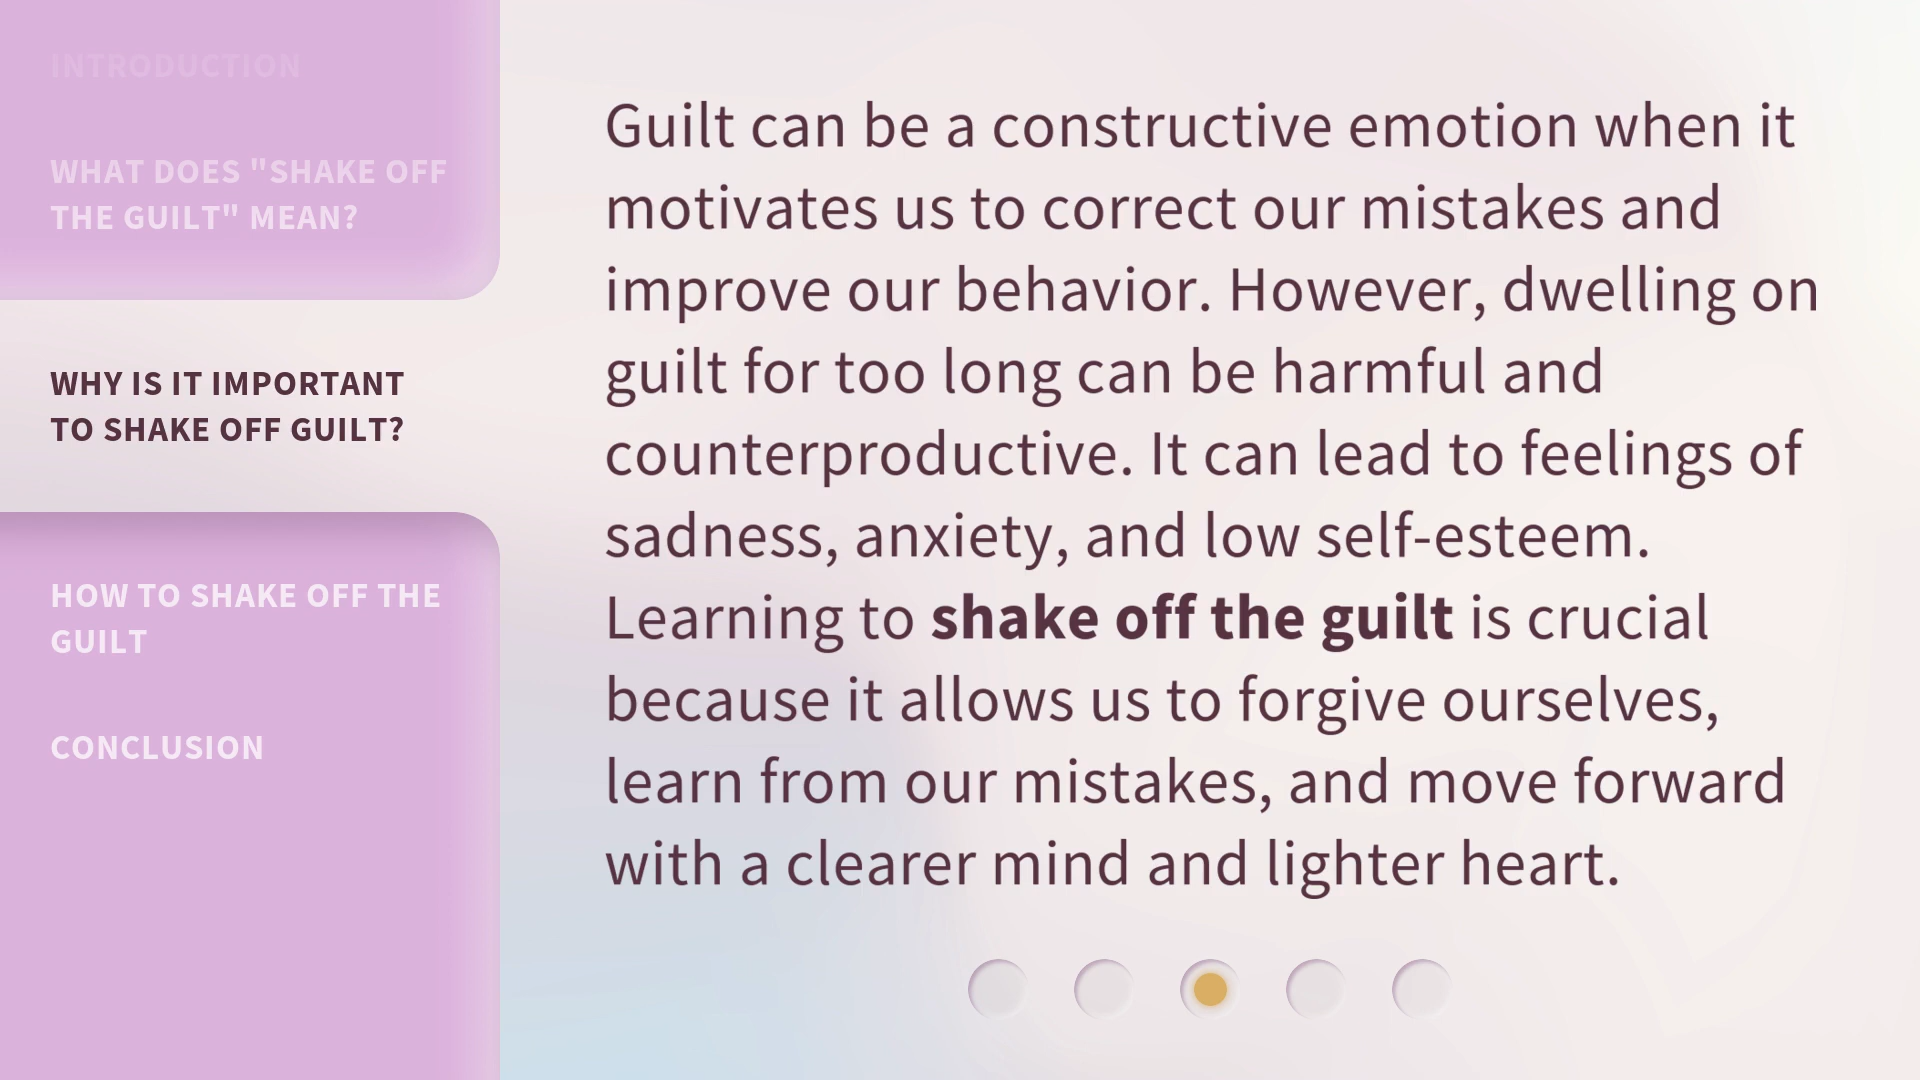 INTRODUCTION
WHAT DOES "SHAKE OFF
THE GUILT" MEAN?
WHY IS IT IMPORTANT
TO SHAKE OFF GUILT?
HOW TO SHAKE OFF THE
GUILT
CONCLUSION
Guilt can be a constructive emotion when it
motivates us to correct our mistakes and
improve our behavior. However, dwelling on
guilt for too long can be harmful and
counterproductive. It can lead to feelings of
sadness, anxiety, and low self-esteem.
Learning to shake off the guilt is crucial
because it allows us to forgive ourselves,
learn from our mistakes, and move forward
with a clearer mind and lighter heart.